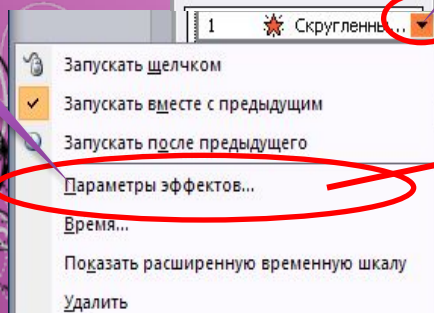 1 Скругленны...
Запускать щелчком
Запускать вместе с предыдущим
Запускать после предыдущего
Параметры эффектов...
Время...
Показать расширенную временную шкалу
Удалить